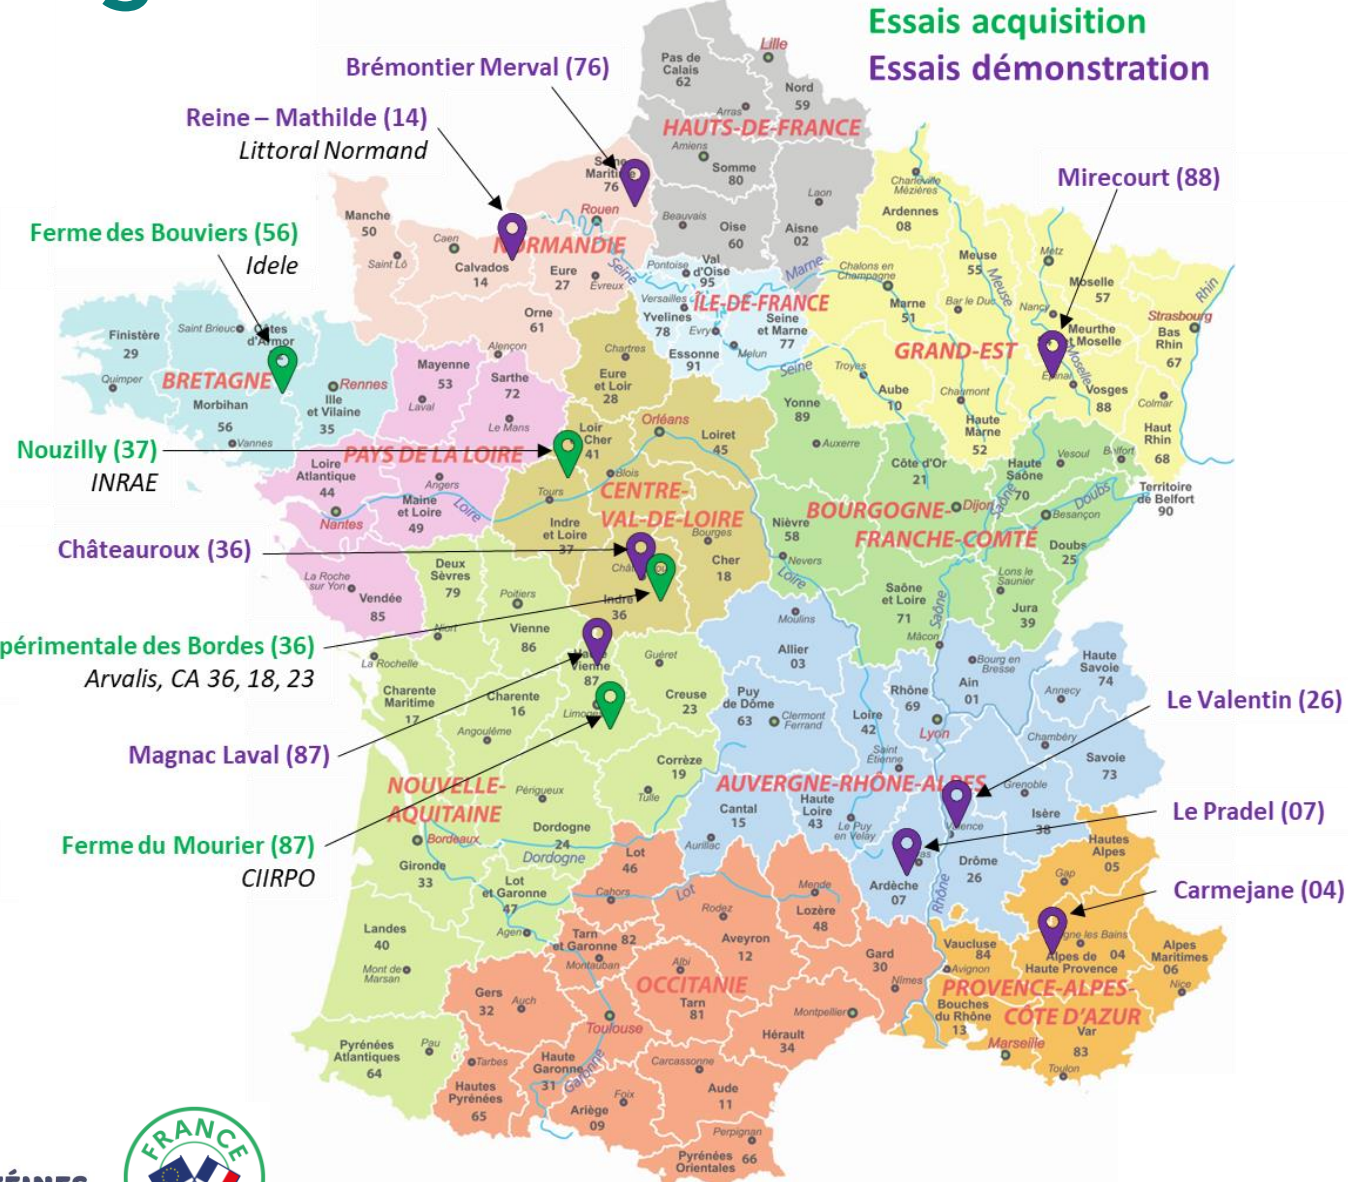 Essais acquisition
Essais démonstration
Brémontier Merval (76)
Reine – Mathilde (14)
Littoral Normand
Mirecourt (88)
Ferme des Bouviers (56)
Idele
Nouzilly (37)
INRAE
Châteauroux (36)
périmentale des Bordes (36)
Arvalis, CA 36, 18, 23
Magnac Laval (87)
Ferme du Mourier (87)
CIIRPO
Le Valentin (26)
Le Pradel (07)
Carmejane (04)
HAUTS-DE-FRANCE
Pas de
Calais
62
Lille
Nord
59
Arras
Amiens
Somme
80
Beauvais
Oise
60
Laon
Aisne
02
NORMANDIE
Manche
50
Saint Lô
Caen
Calvados
14
Maritime
76
Rouen
Eure
27
Evreux
Orne
61
Alençon
Seine
ÎLE-DE-FRANCE
Pontoise
Val
d'Oise
95
Versailles
Yvelines
78
Evry
Essonne
91
Melun
Seine
et Marne
77
Marne
Seine
GRAND-EST
Charleville
Mézières
Ardennes
08
Chalons en
Champagne
Marne
51
Meuse
55
Bar le Duc
Meuse
Metz
Moselle
57
Nancy
Meurthe
et Moselle
Moselle
Epinal
Vosges
88
Strasbourg
Bas
Rhin
67
Rhin
Colmar
Haut
Rhin
68
Troyes
Aube
10
Chaumont
Haute
Marne
52
BRETAGNE
Finistère
29
Quimper
Saint Brieuc
Côtes
d'Armor
Morbihan
56
Vannes
Rennes
Ille
et Vilaine
35
PAYS DE LA LOIRE
Mayenne
53
Laval
Sarthe
72
Le Mans
Loire
Atlantique
44
Nantes
Angers
Maine
et Loire
49
Loire
La Roche
sur Yon
Vendée
85
CENTRE-
VAL-DE-LOIRE
Chartres
Eure
et Loir
28
Loir
Cher
41
Orléans
Loiret
45
Blois
Tours
Indre
et Loire
37
Bourges
Cher
18
Indre
36
BOURGOGNE-
FRANCHE-COMTÉ
Yonne
89
Auxerre
Côte d'Or
21
Dijon
Haute
Saône
70
Saône
Vesoul
Belfort
Territoire
de Belfort
90
Doubs
Besançon
Doubs
25
Nièvre
58
Nevers
Loire
Saône
et Loire
71
Saône
Mâcon
Lons le
Saunier
Jura
39
NOUVELLE-
AQUITAINE
Deux
Sèvres
79
Niort
Poitiers
Vienne
86
La Rochelle
Charente
Maritime
17
Charente
16
Angoulême
Haute
Vienne
87
Limoges
Guéret
Creuse
23
Corrèze
19
Tulle
Périgueux
Dordogne
24
Dordogne
Bordeaux
Gironde
33
Lot
et Garonne
47
Agen
Landes
40
Mont de
Marsan
Pyrénées
Atlantiques
64
Pau
AUVERGNE-RHÔNE-ALPES
Moulins
Allier
03
Puy
de Dôme
63
Clermont
Ferrand
Loire
42
Saint
Etienne
Rhône
69
Lyon
Bourg en
Bresse
Ain
01
Haute
Savoie
74
Annecy
Chambéry
Savoie
73
Grenoble
Isère
38
Valence
Drôme
26
Ardèche
07
Rhône
Cantal
15
Aurillac
Haute
Loire
43
Le Puy
en Velay
OCCITANIE
Lot
46
Cahors
Lot
Rodez
Aveyron
12
Mende
Lozère
48
Gard
30
Nîmes
Tarn
et Garonne
82
Montauban
Albi
Tarn
81
Gers
32
Auch
Toulouse
Haute
Garonne
31
Garonne
Tarbes
Hautes
Pyrénées
65
Foix
Ariège
09
Carcassonne
Aude
11
Montpellier
Hérault
34
Perpignan
Pyrénées
Orientales
66
PROVENCE-ALPES-
CÔTE D'AZUR
Hautes
Alpes
05
Gap
Vaucluse
84
Avignon
gne les Bains
Alpes de
Haute Provence
04
Alpes
Maritimes
06
Nice
Bouches
du Rhône
13
Marseille
Var
83
Toulon
FRANCE